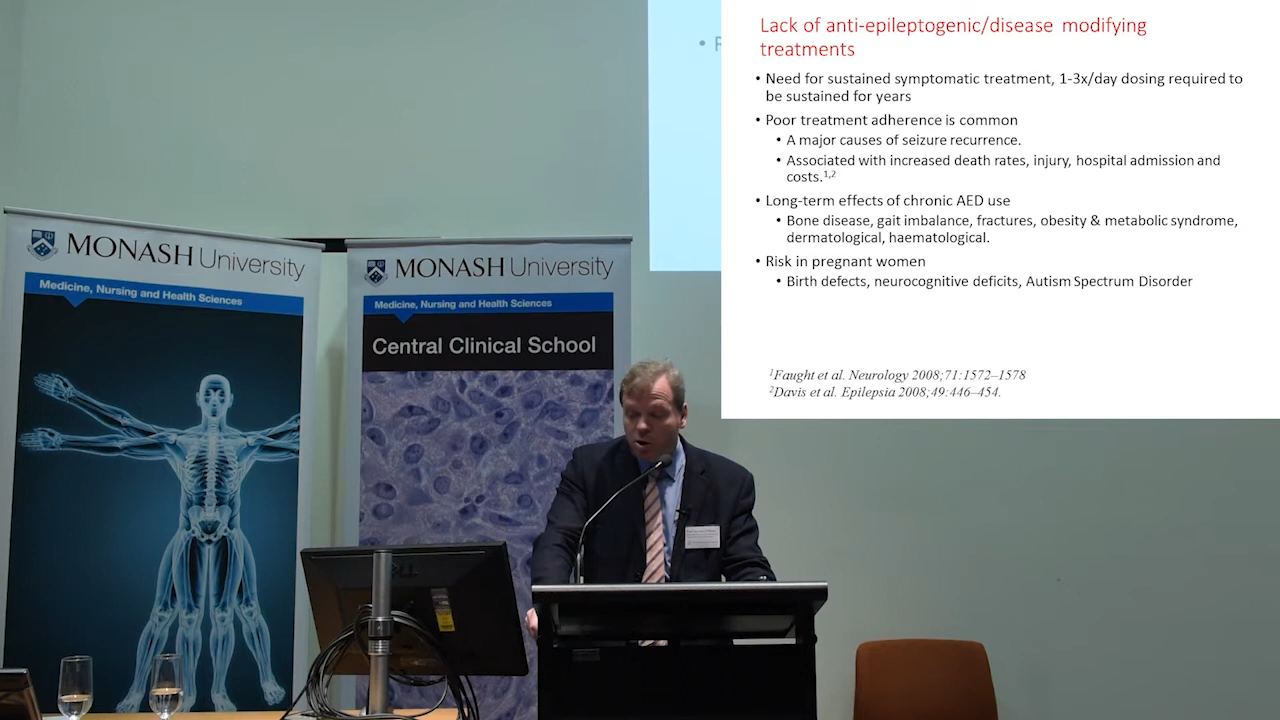 Lack of anti-epileptogenic/disease modifying
treatments
• Need for sustained symptomatic treatment, 1-3x/day dosing required to
be sustained for years
• Poor treatment adherence is common
• A major causes of seizure recurrence.
• Associated with increased death rates, injury, hospital admission and
costs.1,2
• Long-term effects of chronic AED use
• Bone disease, gait imbalance, fractures, obesity & metabolic syndrome,
dermatological, haematological.
• Risk in pregnant women
• Birth defects, neurocognitive deficits, Autism Spectrum Disorder
1Faught et al. Neurology 2008;71:1572–1578
2Davis et al. Epilepsia 2008;49:446–454.
MONASH University
Medicine, Nursing and Health Sciences
MONASH University
Medicine, Nursing and Health Sciences
Central Clinical School
DELL